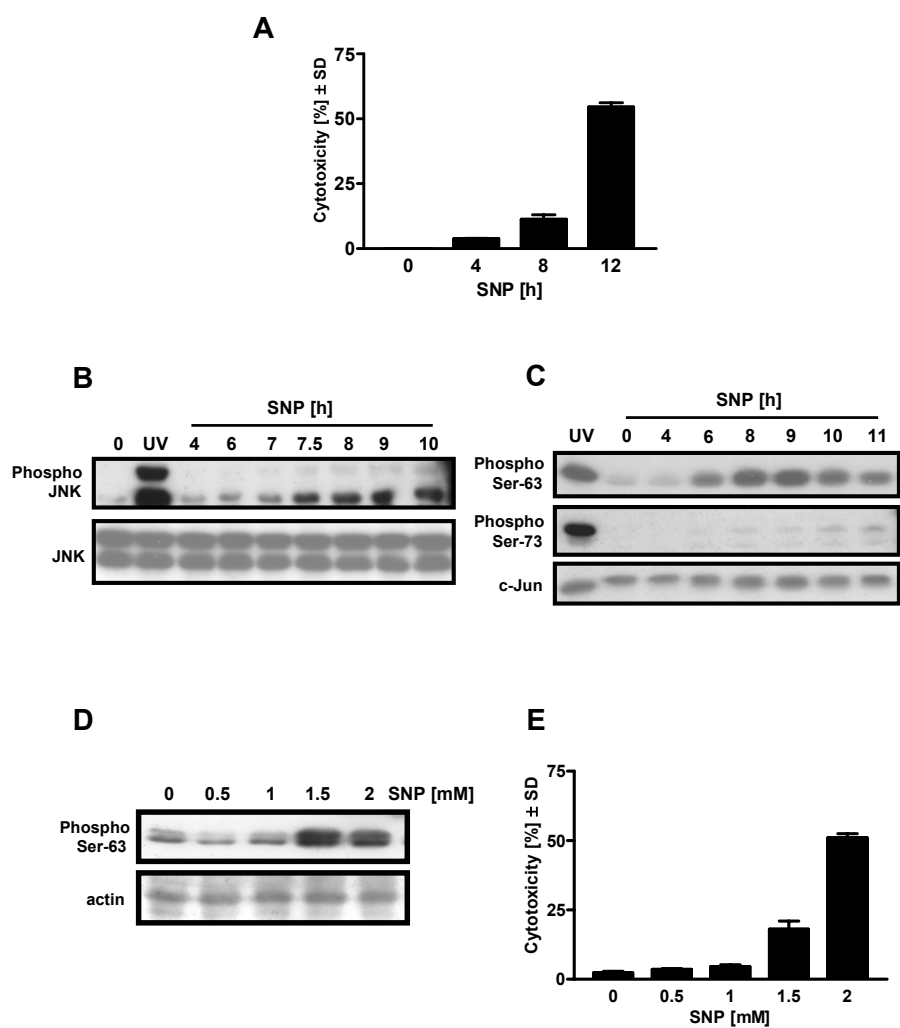 A
Cytotoxicity [%] ± SD
75
50
25
0
0 4 8 12
SNP [h]
B
SNP [h]
0 UV 4 6 7 7.5 8 9 10
Phospho
JNK
JNK
C
SNP [h]
UV 0 4 6 8 9 10 11
Phospho
Ser-63
Phospho
Ser-73
c-Jun
D
0 0.5 1 1.5 2 SNP [mM]
Phospho
Ser-63
actin
E
Cytotoxicity [%] ± SD
75
50
25
0
0 0.5 1 1.5 2
SNP [mM]